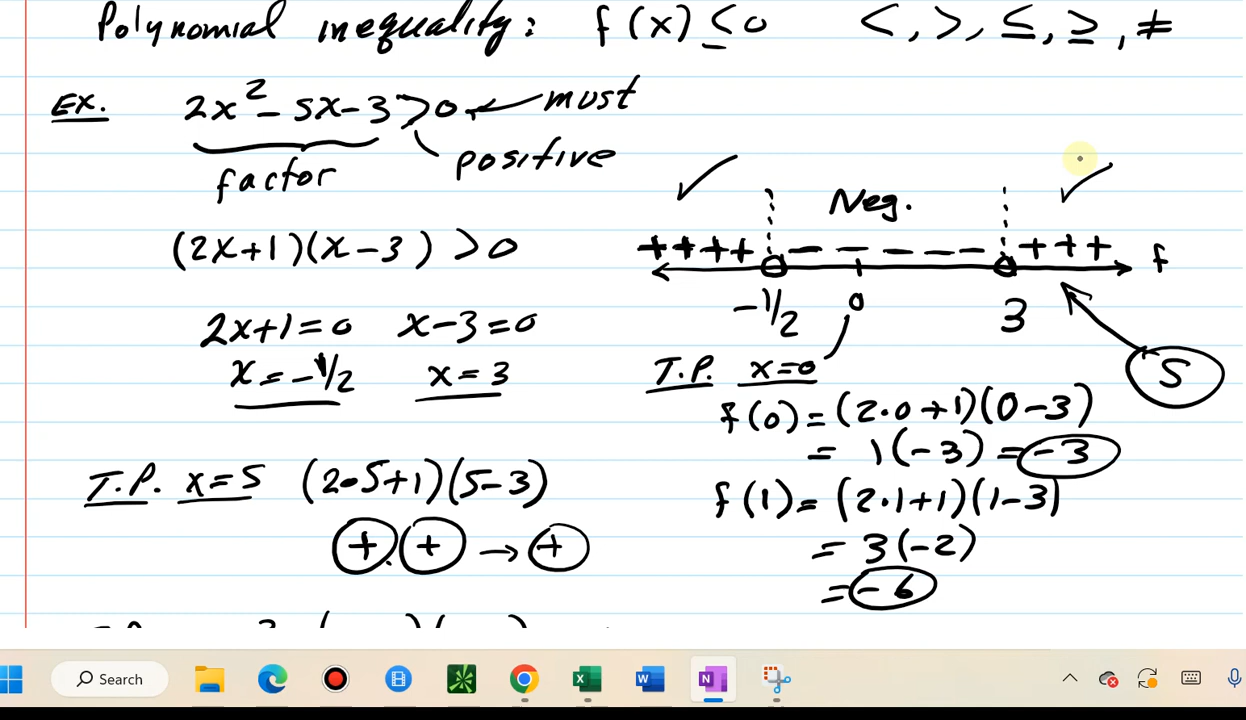 Polynomial inequality: f(x) ≤ 0 <, >, ≤, ≥, ≠
EX. 2x² - 5x - 3 > 0 ← must
positive
factor
(2x+1)(x-3) > 0
2x+1=0 x-3=0
x=-1/2 x=3
T.P. x=5 (2·5+1)(5-3)
(+)·(+) → (+)
Neg.
++++ - - - - - +++ f
-1/2 0 3
5
T.P. x=0
f(0) = (2·0+1)(0-3)
= 1(-3) = -3
f(1) = (2·1+1)(1-3)
= 3(-2)
= -6
Search